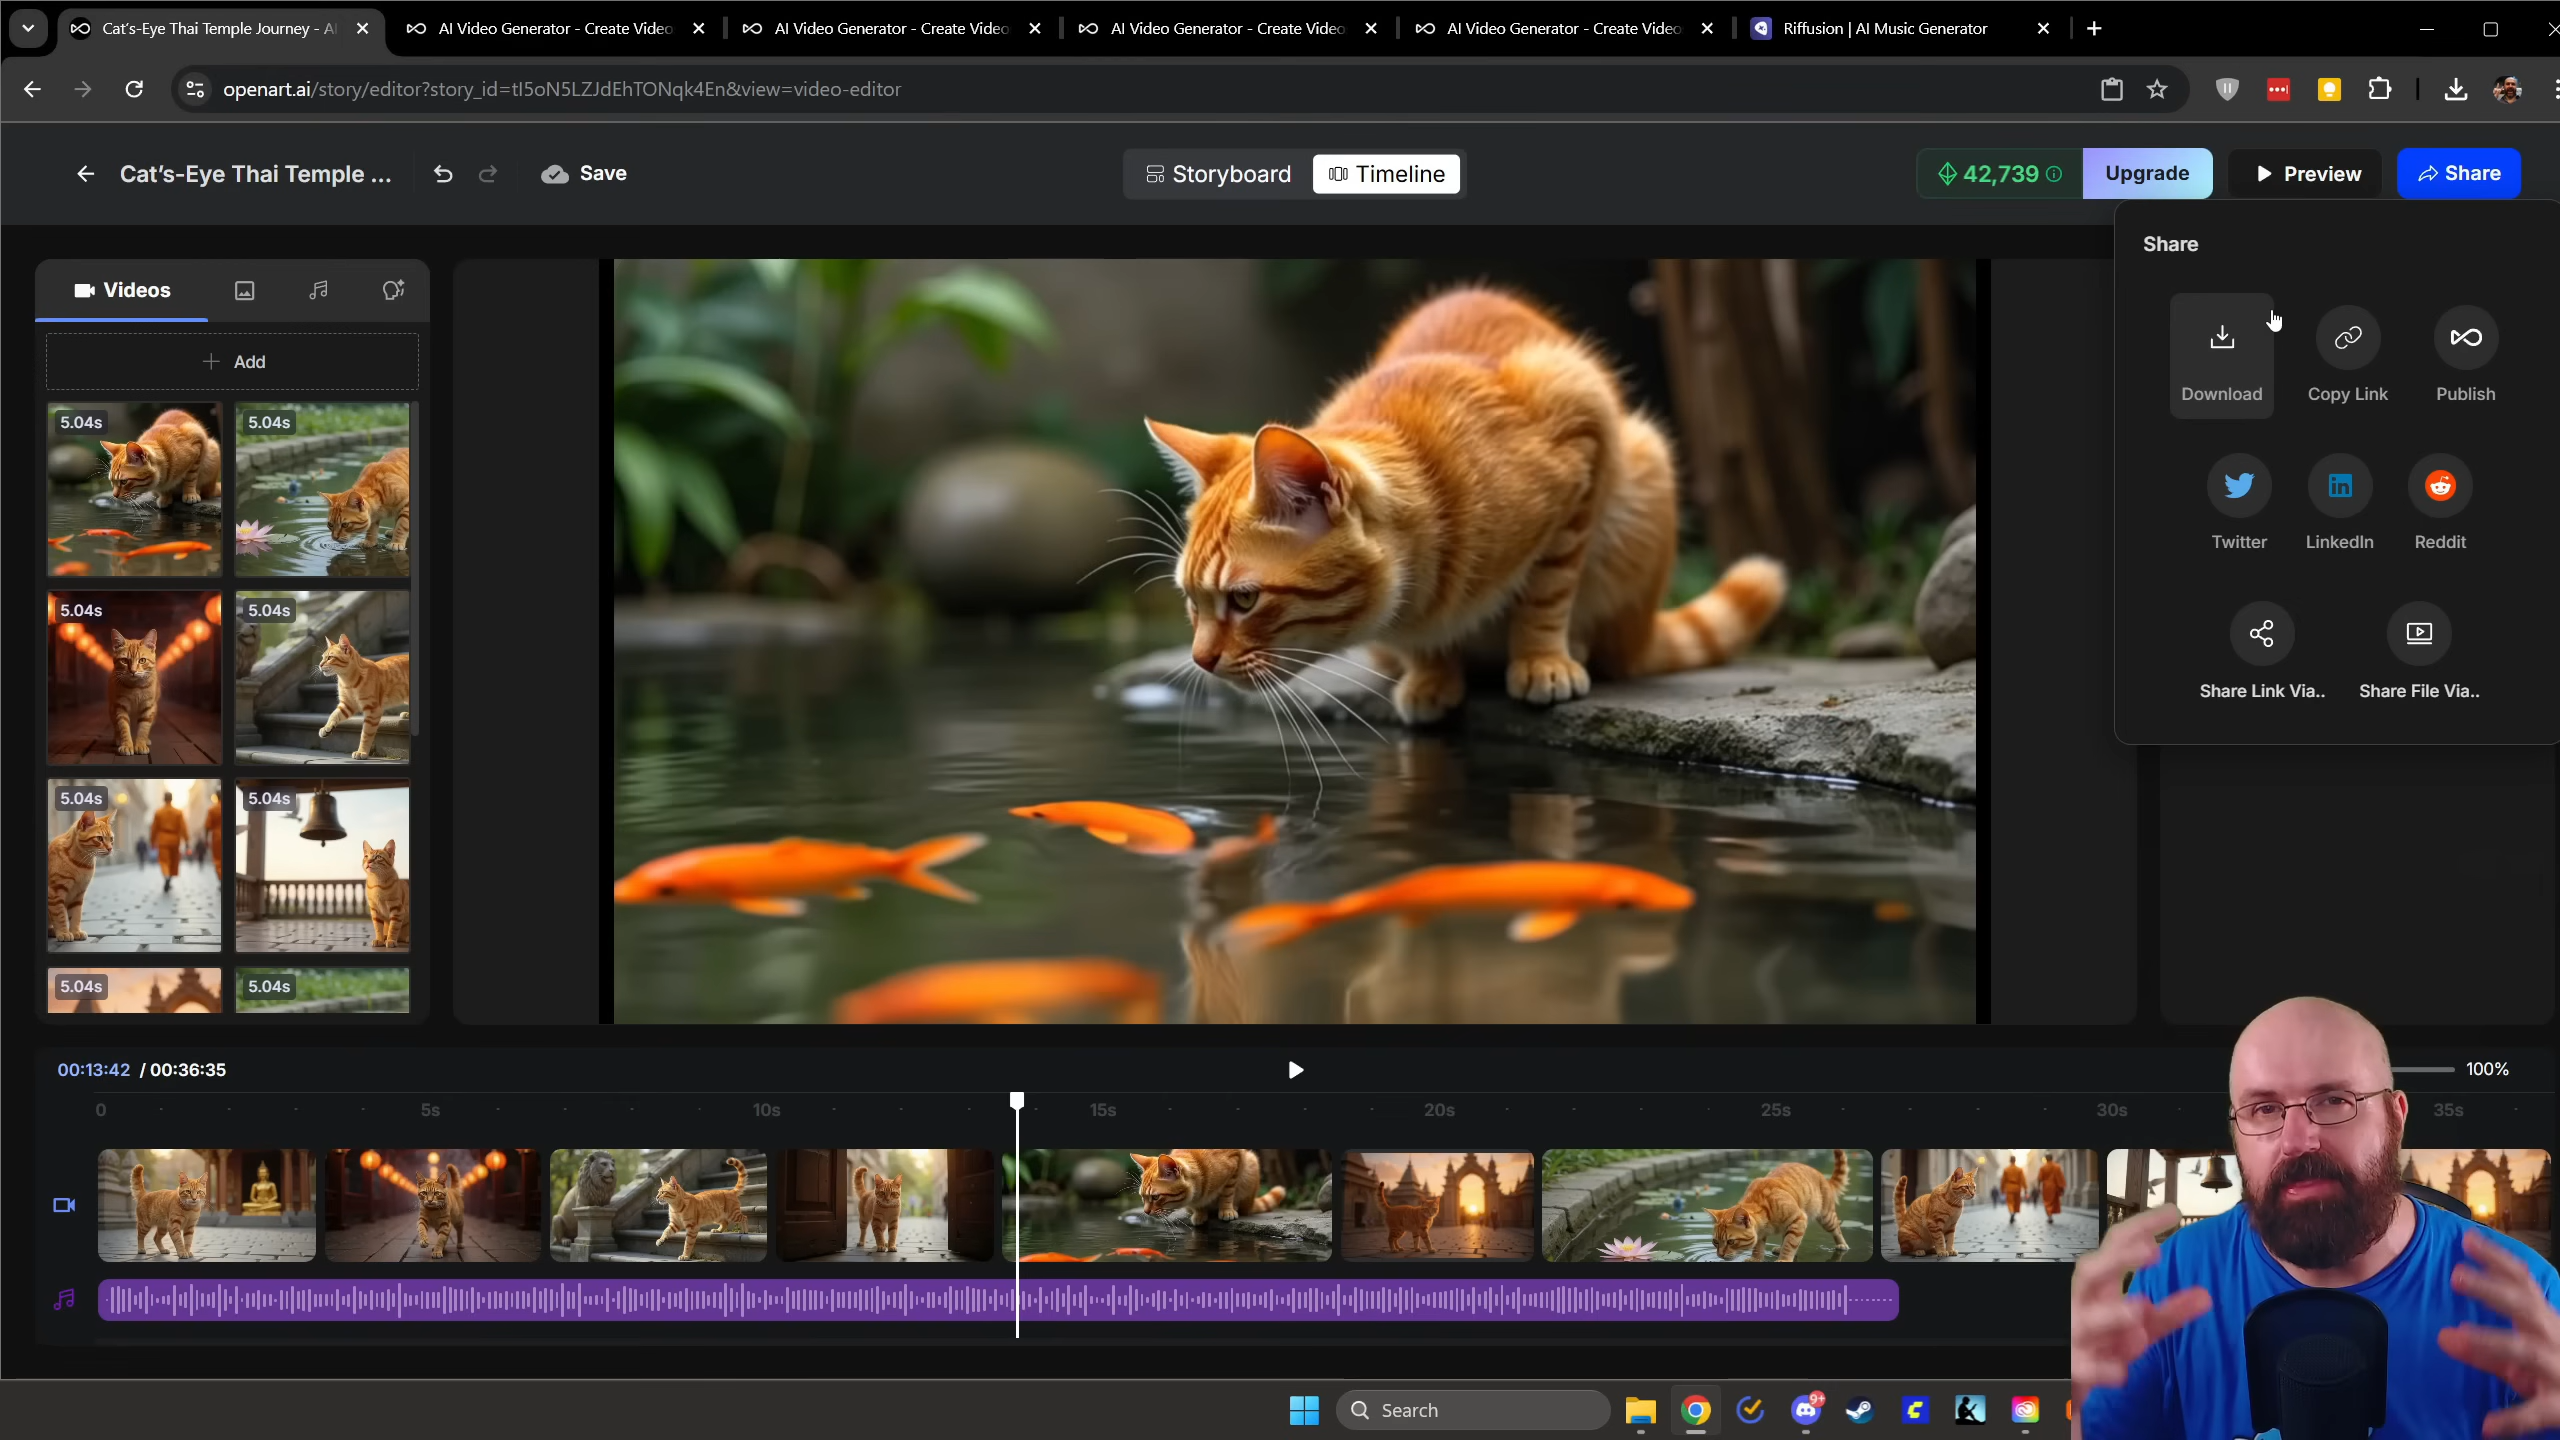 Cat's-Eye Thai Temple Journey - A
AI Video Generator - Create Video
AI Video Generator - Create Video
AI Video Generator - Create Video
AI Video Generator - Create Video
Riffusion | AI Music Generator
openart.ai/story/editor?story_id=tI5oN5LZJdEhTONqk4En&view=video-editor
Cat's-Eye Thai Temple ...
Save
Storyboard
Timeline
42,739
Upgrade
Preview
Share
Share
Download
Copy Link
Publish
Twitter
LinkedIn
Reddit
Share Link Via..
Share File Via..
Videos
Add
5.04s
5.04s
5.04s
5.04s
5.04s
5.04s
5.04s
5.04s
00:13:42 / 00:36:35
100%
0 5s 10s 15s 20s 25s 30s 35s
Search
9+